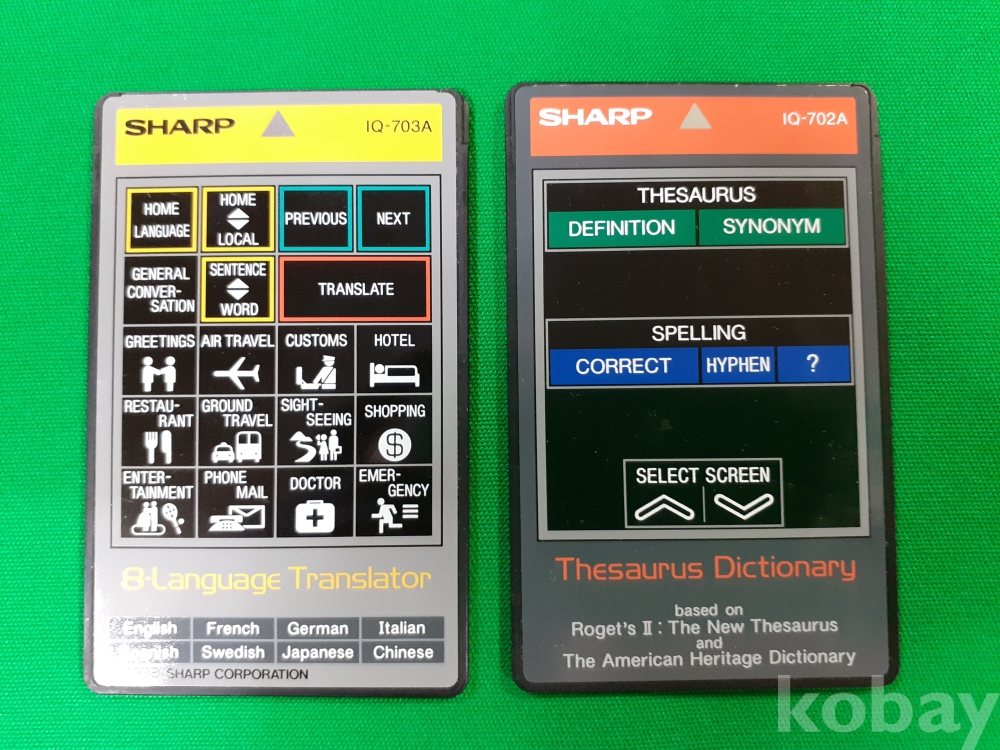 SHARP IQ-703A
HOME LANGUAGE
HOME LOCAL
PREVIOUS
NEXT
GENERAL CONVER-SATION
SENTENCE WORD
TRANSLATE
GREETINGS
AIR TRAVEL
CUSTOMS
HOTEL
RESTAU-RANT
GROUND TRAVEL
SIGHT-SEEING
SHOPPING
$
ENTER-TAINMENT
PHONE MAIL
DOCTOR
EMER-GENCY
8-Language Translator
English French German Italian
Swedish Japanese Chinese
SHARP CORPORATION
SHARP IQ-702A
THESAURUS
DEFINITION SYNONYM
SPELLING
CORRECT HYPHEN ?
SELECT SCREEN
Thesaurus Dictionary
based on
Roget's II : The New Thesaurus
and
The American Heritage Dictionary
kobay